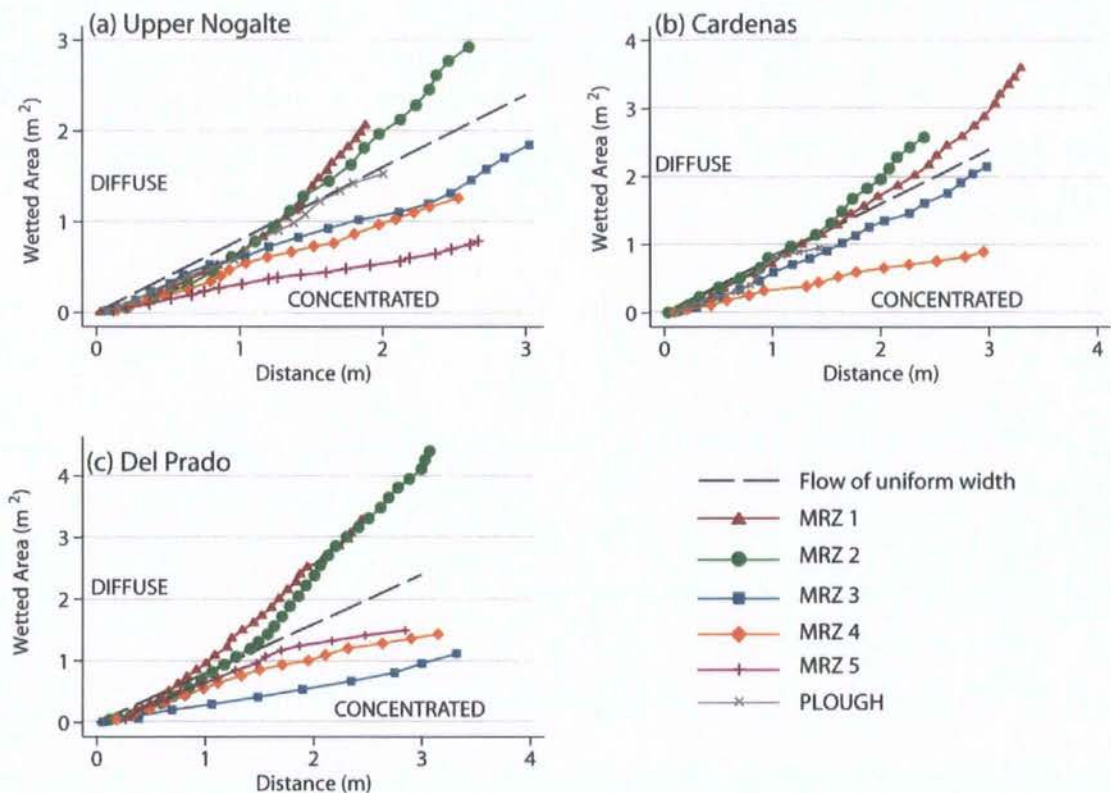 (a) Upper Nogalte
3
2
1
0
Wetted Area (m²)
DIFFUSE
CONCENTRATED
0 1 2 3
Distance (m)
(b) Cardenas
4
3
2
1
0
Wetted Area (m²)
DIFFUSE
CONCENTRATED
0 1 2 3 4
Distance (m)
(c) Del Prado
4
3
2
1
0
Wetted Area (m²)
DIFFUSE
CONCENTRATED
0 1 2 3 4
Distance (m)
Flow of uniform width
MRZ 1
MRZ 2
MRZ 3
MRZ 4
MRZ 5
PLOUGH